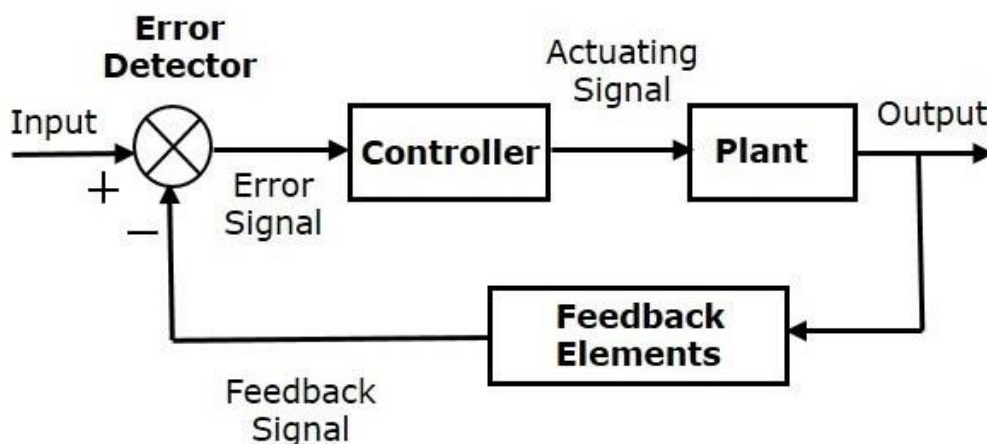 Error
Detector
Input
+
−
Error
Signal
Controller
Actuating
Signal
Plant
Output
Feedback
Elements
Feedback
Signal